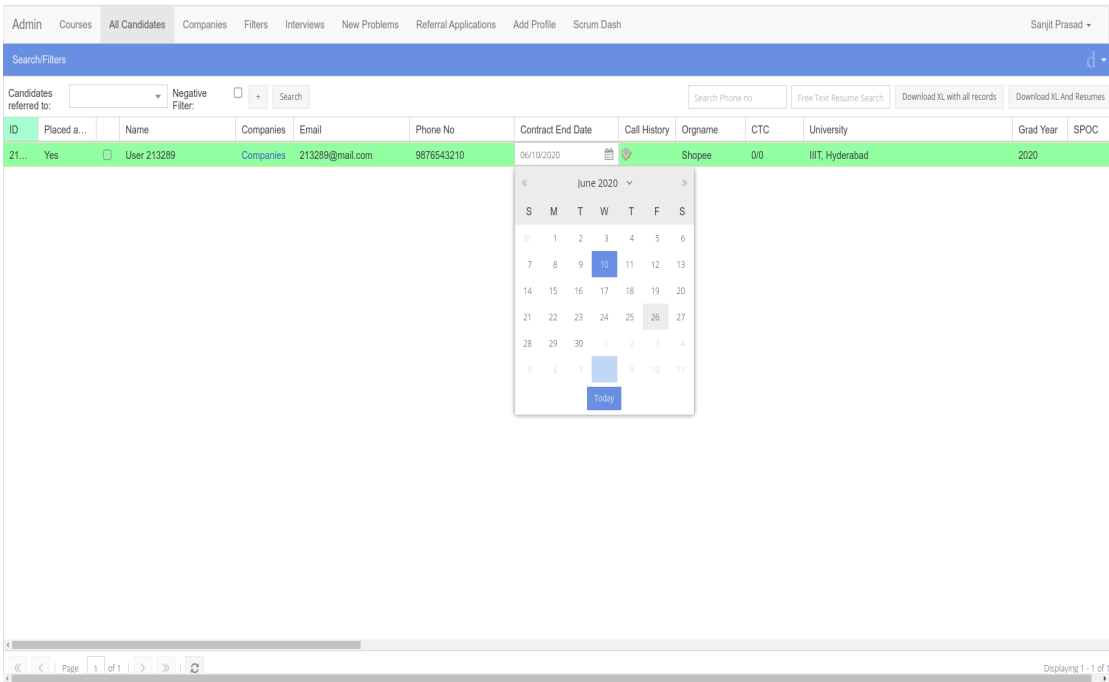 Admin Courses All Candidates Companies Filters Interviews New Problems Referral Applications Add Profile Scrum Dash Sanjit Prasad
Search/Filters d
Candidates referred to: Negative Filter: + Search Search Phone no Free Text Resume Search Download XL with all records Download XL And Resumes
ID Placed a... Name Companies Email Phone No Contract End Date Call History Orgname CTC University Grad Year SPOC
21... Yes User 213289 Companies 213289@mail.com 9876543210 06/10/2020 Shopee 0/0 IIIT, Hyderabad 2020
« June 2020 »
S M T W T F S
31 1 2 3 4 5 6
7 8 9 10 11 12 13
14 15 16 17 18 19 20
21 22 23 24 25 26 27
28 29 30 1 2 3 4
5 6 7 9 10 11
Today
Page 1 of 1 Displaying 1 - 1 of 1